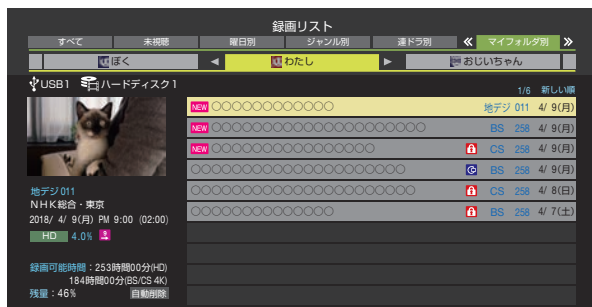 録画リスト
すべて 未視聴 曜日別 ジャンル別 連ドラ別 « マイフォルダ別 »
ぼく ◀ わたし ▶ おじいちゃん
USB1 ハードディスク1
1/6 新しい順
NEW 〇〇〇〇〇〇〇〇〇〇〇〇 地デジ 011 4/ 9(月)
NEW 〇〇〇〇〇〇〇〇〇〇〇〇〇〇〇〇〇〇〇〇〇 BS 258 4/ 9(月)
NEW 〇〇〇〇〇〇〇〇〇〇〇〇〇〇〇〇 CS 258 4/ 9(月)
〇〇〇〇〇〇〇〇〇〇〇〇〇〇〇〇〇〇〇〇〇 BS 258 4/ 9(月)
〇〇〇〇〇〇〇〇〇〇〇〇〇〇〇〇〇〇〇〇〇〇 CS 258 4/ 8(日)
〇〇〇〇〇〇〇〇〇〇〇〇〇〇 BS 258 4/ 7(土)
地デジ 011
NHK総合・東京
2018/ 4/ 9(月) PM 9:00 (02:00)
HD 4.0%
録画可能時間：253時間00分(HD)
184時間00分(BS/CS 4K)
残量：46% 自動削除